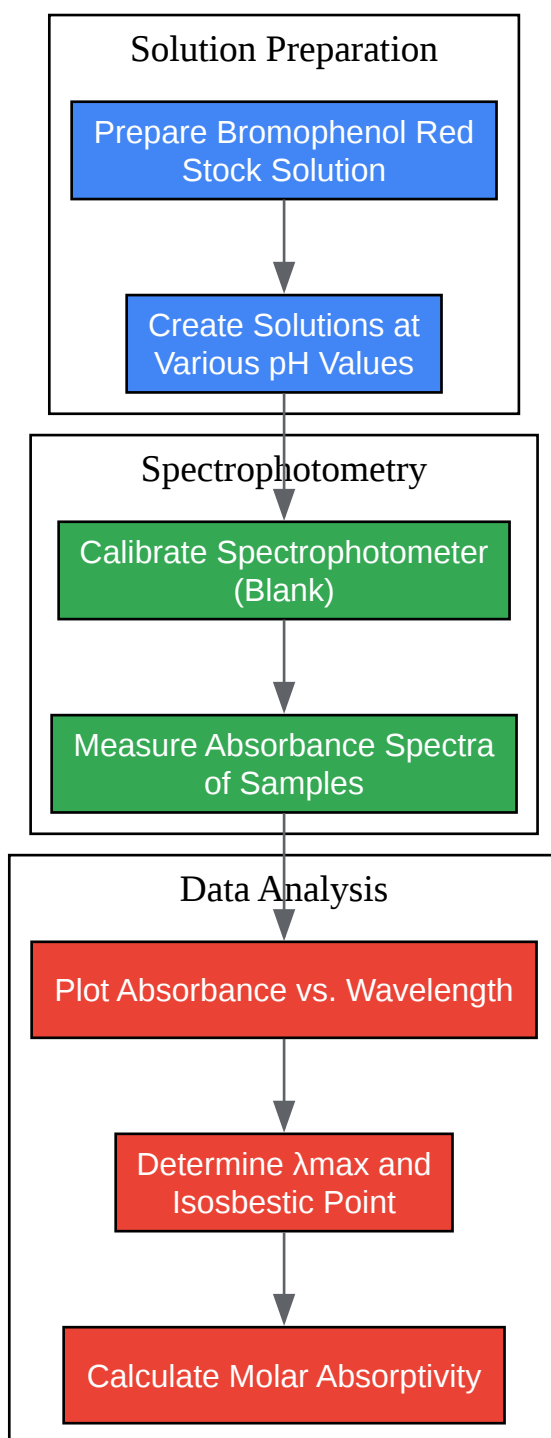 Solution Preparation
Prepare Bromophenol Red
Stock Solution
Create Solutions at
Various pH Values
Spectrophotometry
Calibrate Spectrophotometer
(Blank)
Measure Absorbance Spectra
of Samples
Data Analysis
Plot Absorbance vs. Wavelength
Determine λmax and
Isosbestic Point
Calculate Molar Absorptivity